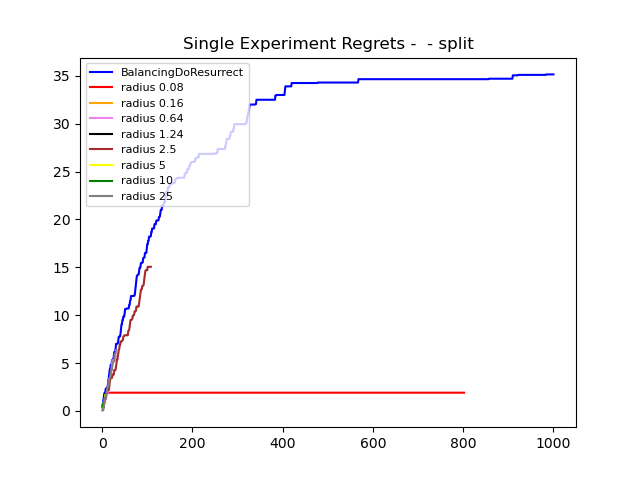 Single Experiment Regrets -  - split
BalancingDoResurrect
radius 0.08
radius 0.16
radius 0.64
radius 1.24
radius 2.5
radius 5
radius 10
radius 25
35
30
25
20
15
10
5
0
0 200 400 600 800 1000